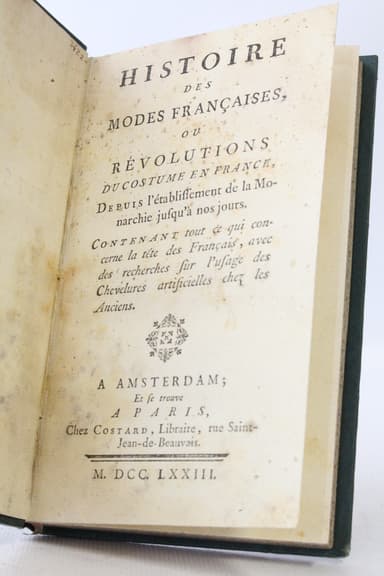 HISTOIRE
DES
MODES FRANÇAISES,
OU
RÉVOLUTIONS
DU COSTUME EN FRANCE,
DEPUIS l'établiſſement de la Mo-
narchie juſqu'à nos jours.
CONTENANT tout ce qui con-
cerne la tête des Français, avec
des recherches ſur l'uſage des
Chevelures artificielles chez les
Anciens.
A AMSTERDAM;
Et ſe trouve
A PARIS,
Chez COSTARD, Libraire, rue Saint-
Jean-de-Beauvais.
M. DCC. LXXIII.